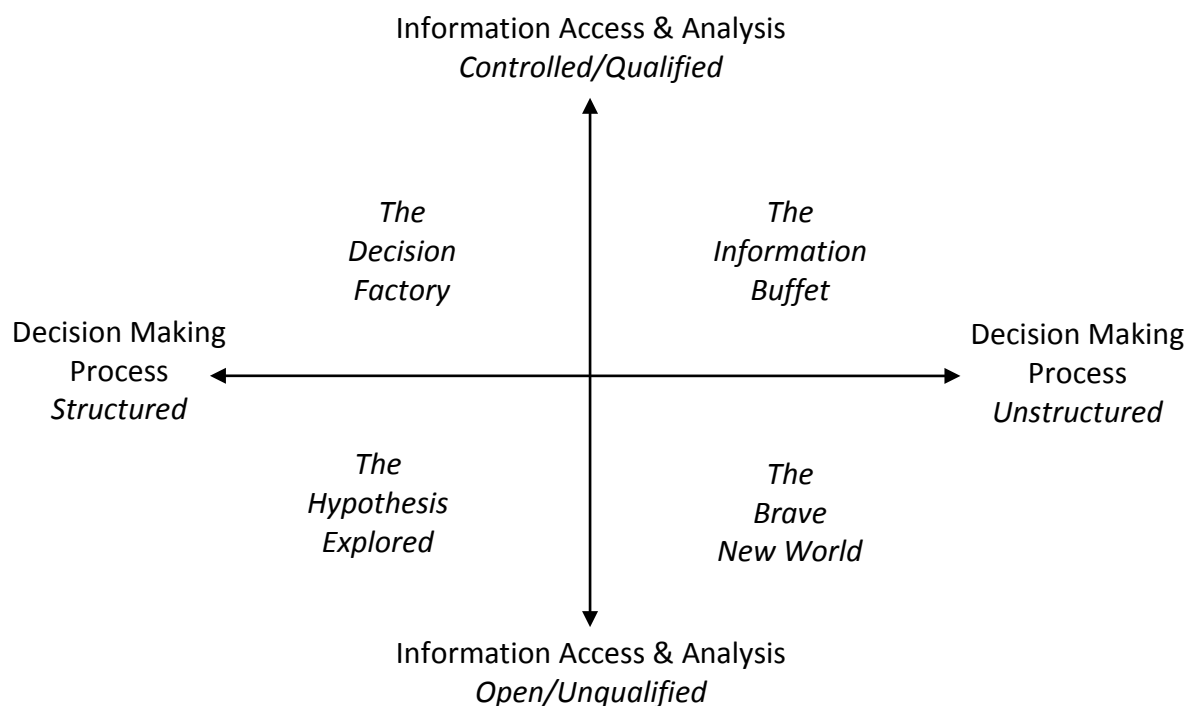 Information Access & Analysis
Controlled/Qualified
The
Decision
Factory
The
Information
Buffet
Decision Making
Process
Structured
Decision Making
Process
Unstructured
The
Hypothesis
Explored
The
Brave
New World
Information Access & Analysis
Open/Unqualified